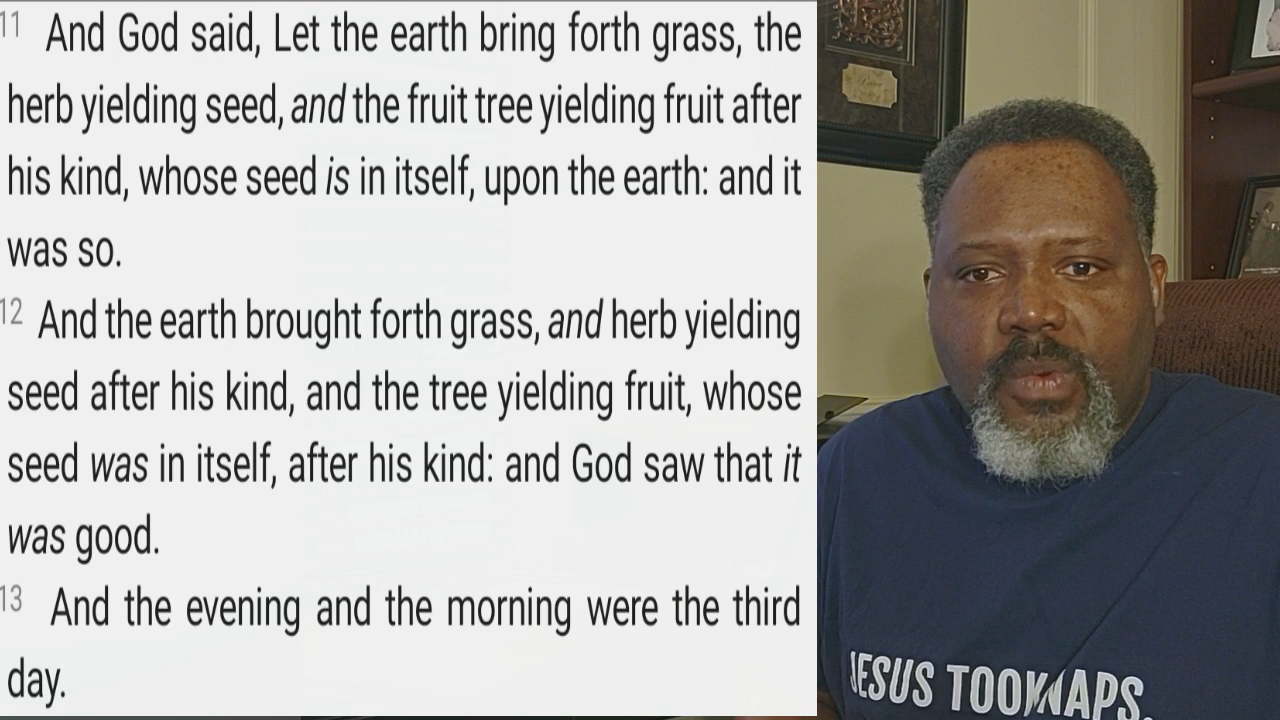 11 And God said, Let the earth bring forth grass, the
herb yielding seed, and the fruit tree yielding fruit after
his kind, whose seed is in itself, upon the earth: and it
was so.
12 And the earth brought forth grass, and herb yielding
seed after his kind, and the tree yielding fruit, whose
seed was in itself, after his kind: and God saw that it
was good.
13 And the evening and the morning were the third
day.
JESUS TOOK NAPS.